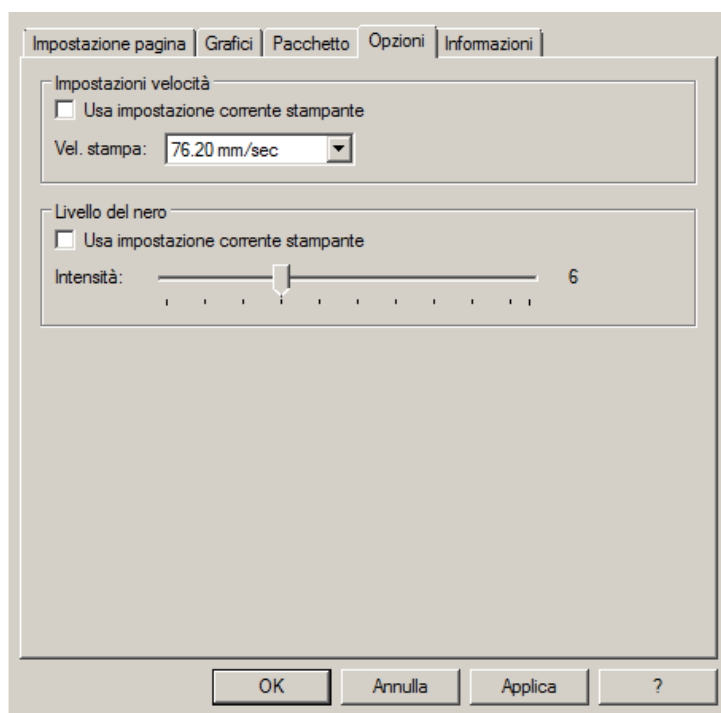 Impostazione pagina Grafici Pacchetto Opzioni Informazioni
Impostazioni velocità
Usa impostazione corrente stampante
Vel. stampa: 76.20 mm/sec
Livello del nero
Usa impostazione corrente stampante
Intensità: 6
OK Annulla Applica ?